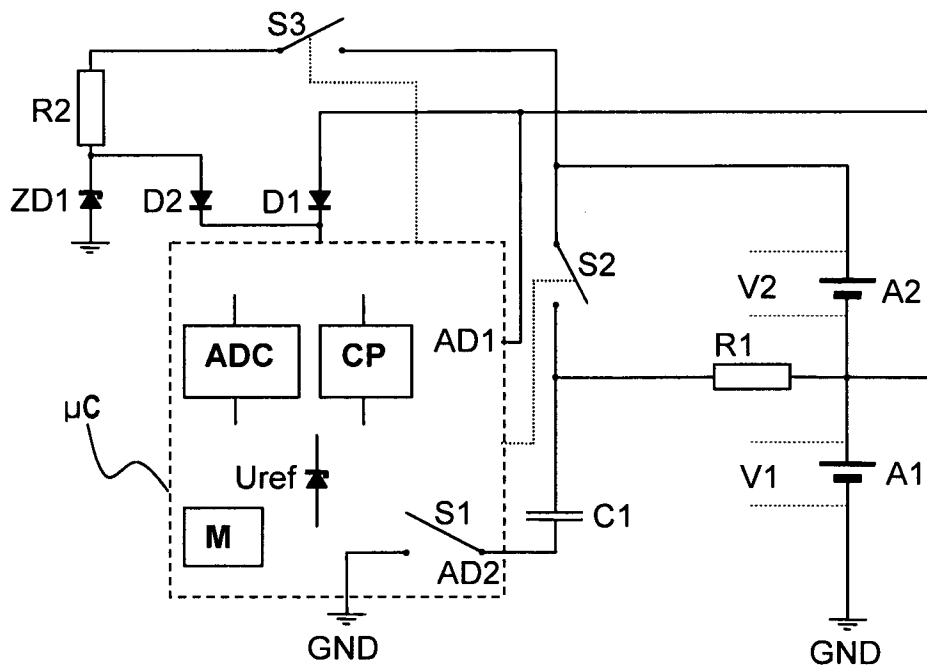 S3
R2
ZD1
D2
D1
S2
V2
A2
AD1
ADC
CP
R1
µC
Uref
V1
A1
S1
C1
M
AD2
GND
GND